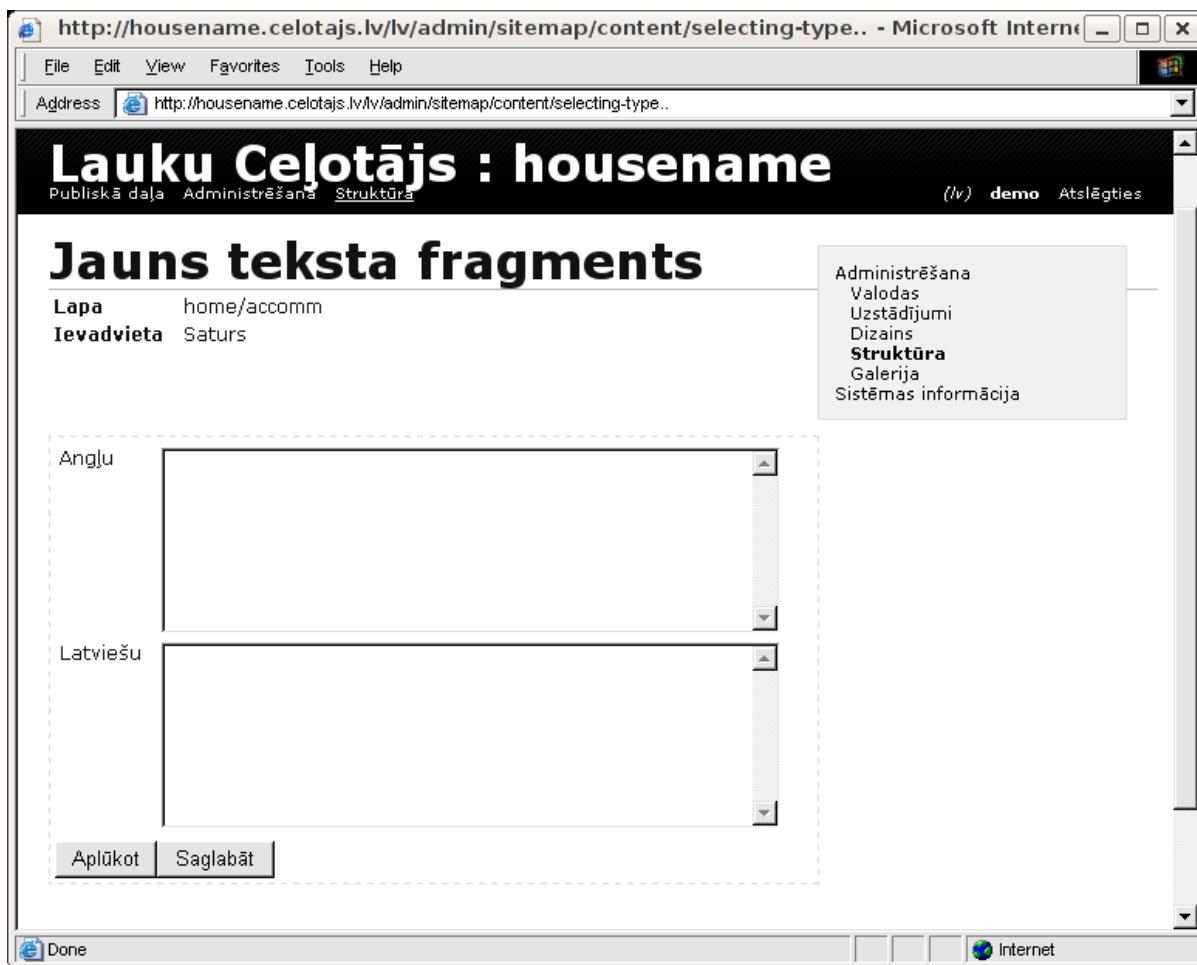 http://housename.celotajs.lv/lv/admin/sitemap/content/selecting-type.. - Microsoft Interne
File Edit View Favorites Tools Help
Address http://housename.celotajs.lv/lv/admin/sitemap/content/selecting-type..
Lauku Ceļotājs : housename
Publiskā daļa Administrēšana Struktūra (lv) demo Atslēgties
Jauns teksta fragments
Lapa home/accomm
Ievadvieta Saturs
Administrēšana
Valodas
Uzstādījumi
Dizains
Struktūra
Galerija
Sistēmas informācija
Angļu
Latviešu
Aplūkot Saglabāt
Done Internet